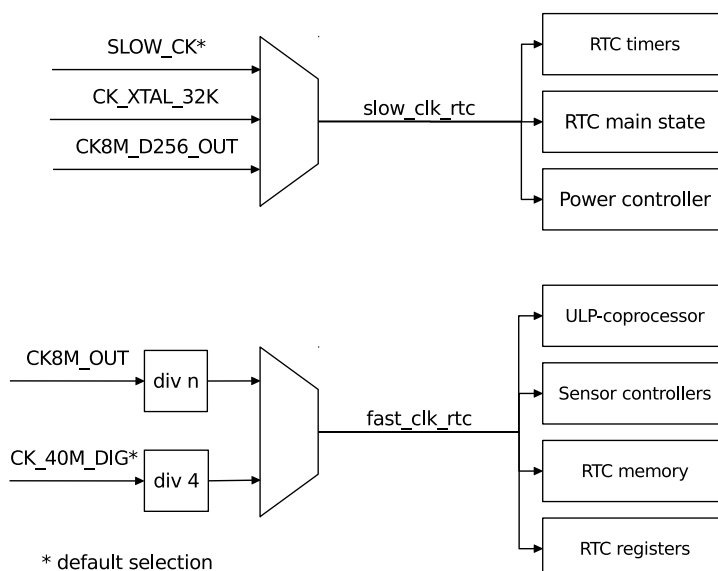 SLOW_CK*
CK_XTAL_32K
CK8M_D256_OUT
slow_clk_rtc
RTC timers
RTC main state
Power controller
CK8M_OUT
div n
CK_40M_DIG*
div 4
fast_clk_rtc
ULP-coprocessor
Sensor controllers
RTC memory
RTC registers
* default selection